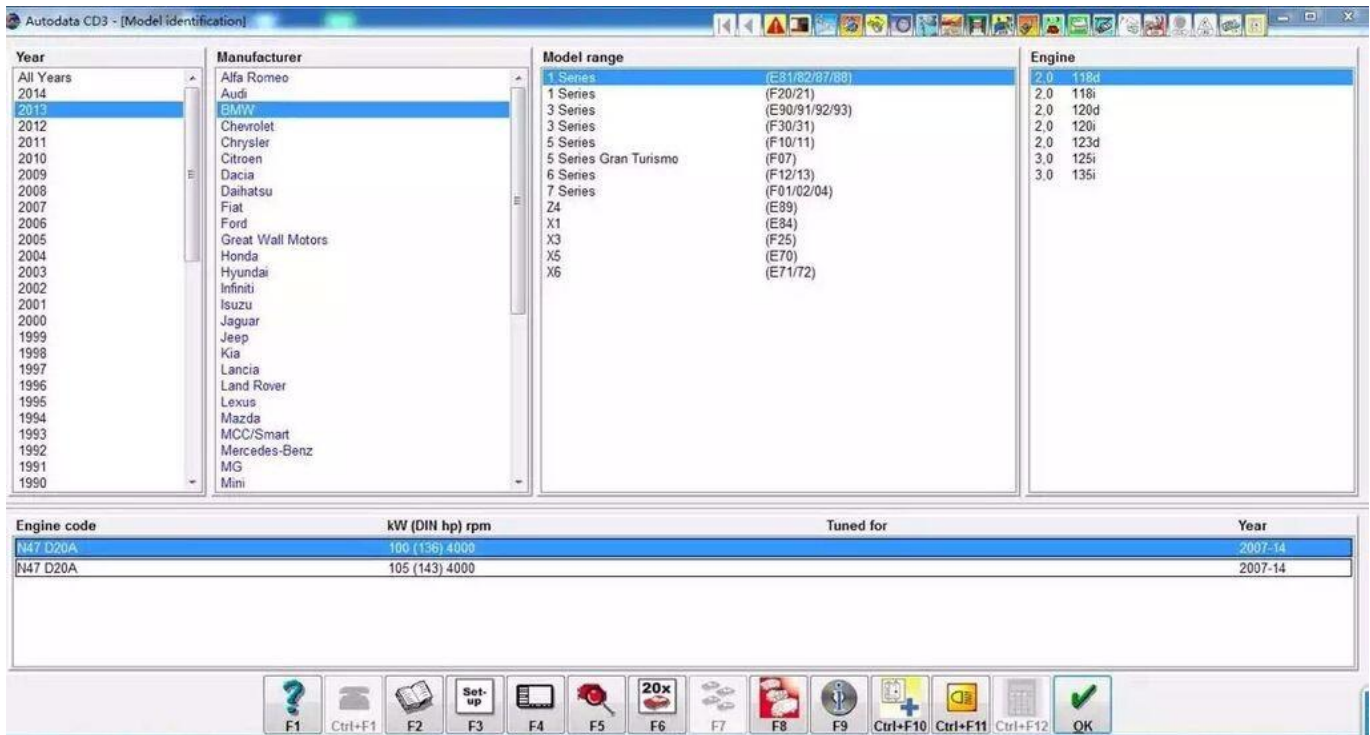 Autodata CD3 - [Model identification]
Year
All Years
2014
2013
2012
2011
2010
2009
2008
2007
2006
2005
2004
2003
2002
2001
2000
1999
1998
1997
1996
1995
1994
1993
1992
1991
1990
Manufacturer
Alfa Romeo
Audi
BMW
Chevrolet
Chrysler
Citroen
Dacia
Daihatsu
Fiat
Ford
Great Wall Motors
Honda
Hyundai
Infiniti
Isuzu
Jaguar
Jeep
Kia
Lancia
Land Rover
Lexus
Mazda
MCC/Smart
Mercedes-Benz
MG
Mini
Model range
1 Series (E81/82/87/88)
1 Series (F20/21)
3 Series (E90/91/92/93)
3 Series (F30/31)
5 Series (F10/11)
5 Series Gran Turismo (F07)
6 Series (F12/13)
7 Series (F01/02/04)
Z4 (E89)
X1 (E84)
X3 (F25)
X5 (E70)
X6 (E71/72)
Engine
2,0 118d
2,0 118i
2,0 120d
2,0 120i
2,0 123d
3,0 125i
3,0 135i
Engine code kW (DIN hp) rpm Tuned for Year
N47 D20A 100 (136) 4000 2007-14
N47 D20A 105 (143) 4000 2007-14
Set-up
20x
F1 Ctrl+F1 F2 F3 F4 F5 F6 F7 F8 F9 Ctrl+F10 Ctrl+F11 Ctrl+F12 OK